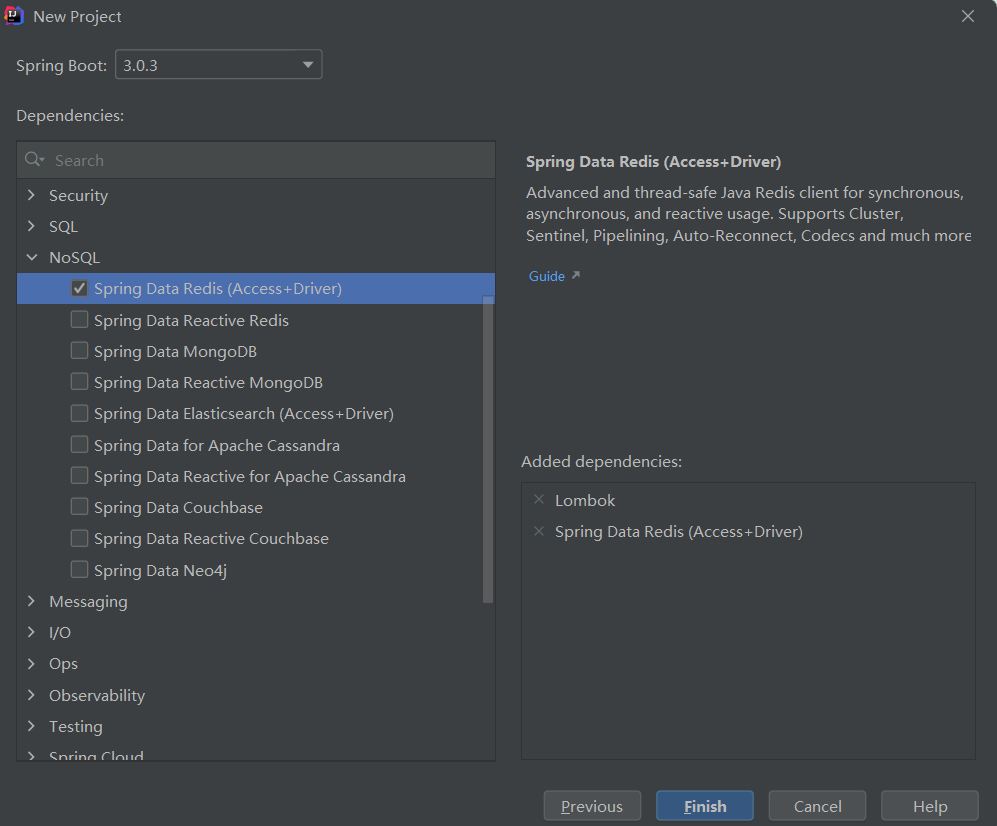 New Project
Spring Boot: 3.0.3
Dependencies:
Search
Security
SQL
NoSQL
Spring Data Redis (Access+Driver)
Spring Data Reactive Redis
Spring Data MongoDB
Spring Data Reactive MongoDB
Spring Data Elasticsearch (Access+Driver)
Spring Data for Apache Cassandra
Spring Data Reactive for Apache Cassandra
Spring Data Couchbase
Spring Data Reactive Couchbase
Spring Data Neo4j
Messaging
I/O
Ops
Observability
Testing
Spring Cloud
Spring Data Redis (Access+Driver)
Advanced and thread-safe Java Redis client for synchronous,
asynchronous, and reactive usage. Supports Cluster,
Sentinel, Pipelining, Auto-Reconnect, Codecs and much more
Guide
Added dependencies:
Lombok
Spring Data Redis (Access+Driver)
Previous
Finish
Cancel
Help